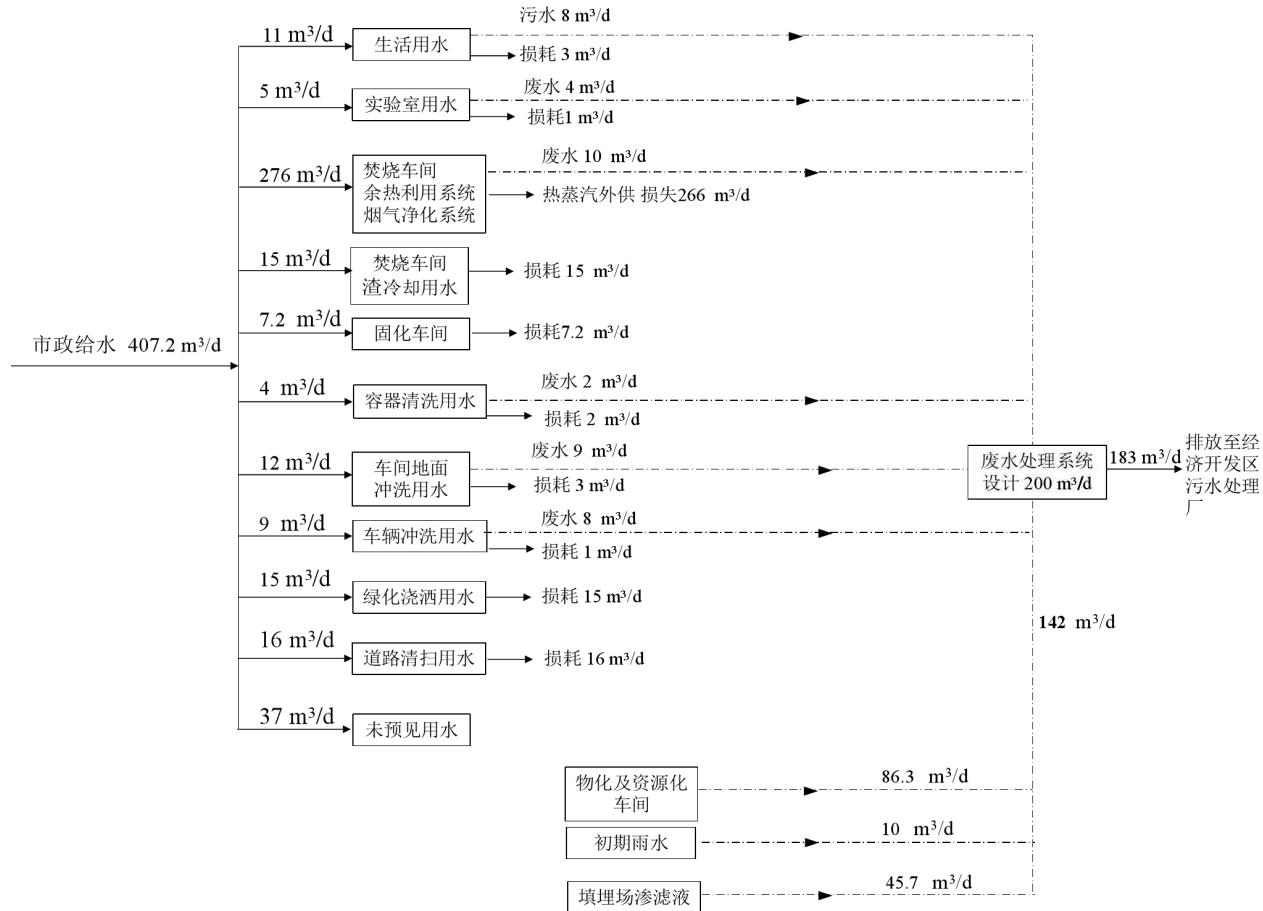 污水 8 m³/d
11 m³/d
生活用水
损耗 3 m³/d
废水 4 m³/d
5 m³/d
实验室用水
损耗1 m³/d
废水 10 m³/d
276 m³/d
焚烧车间
余热利用系统
烟气净化系统
热蒸汽外供 损失266 m³/d
15 m³/d
焚烧车间
渣冷却用水
损耗 15 m³/d
7.2 m³/d
固化车间
损耗7.2 m³/d
市政给水 407.2 m³/d
废水 2 m³/d
4 m³/d
容器清洗用水
损耗 2 m³/d
废水 9 m³/d
12 m³/d
车间地面
冲洗用水
损耗 3 m³/d
废水处理系统
设计 200 m³/d
183 m³/d
排放至经
济开发区
污水处理
厂
废水 8 m³/d
9 m³/d
车辆冲洗用水
损耗 1 m³/d
15 m³/d
绿化浇洒用水
损耗 15 m³/d
142 m³/d
16 m³/d
道路清扫用水
损耗 16 m³/d
37 m³/d
未预见用水
物化及资源化
车间
86.3 m³/d
初期雨水
10 m³/d
填埋场渗滤液
45.7 m³/d